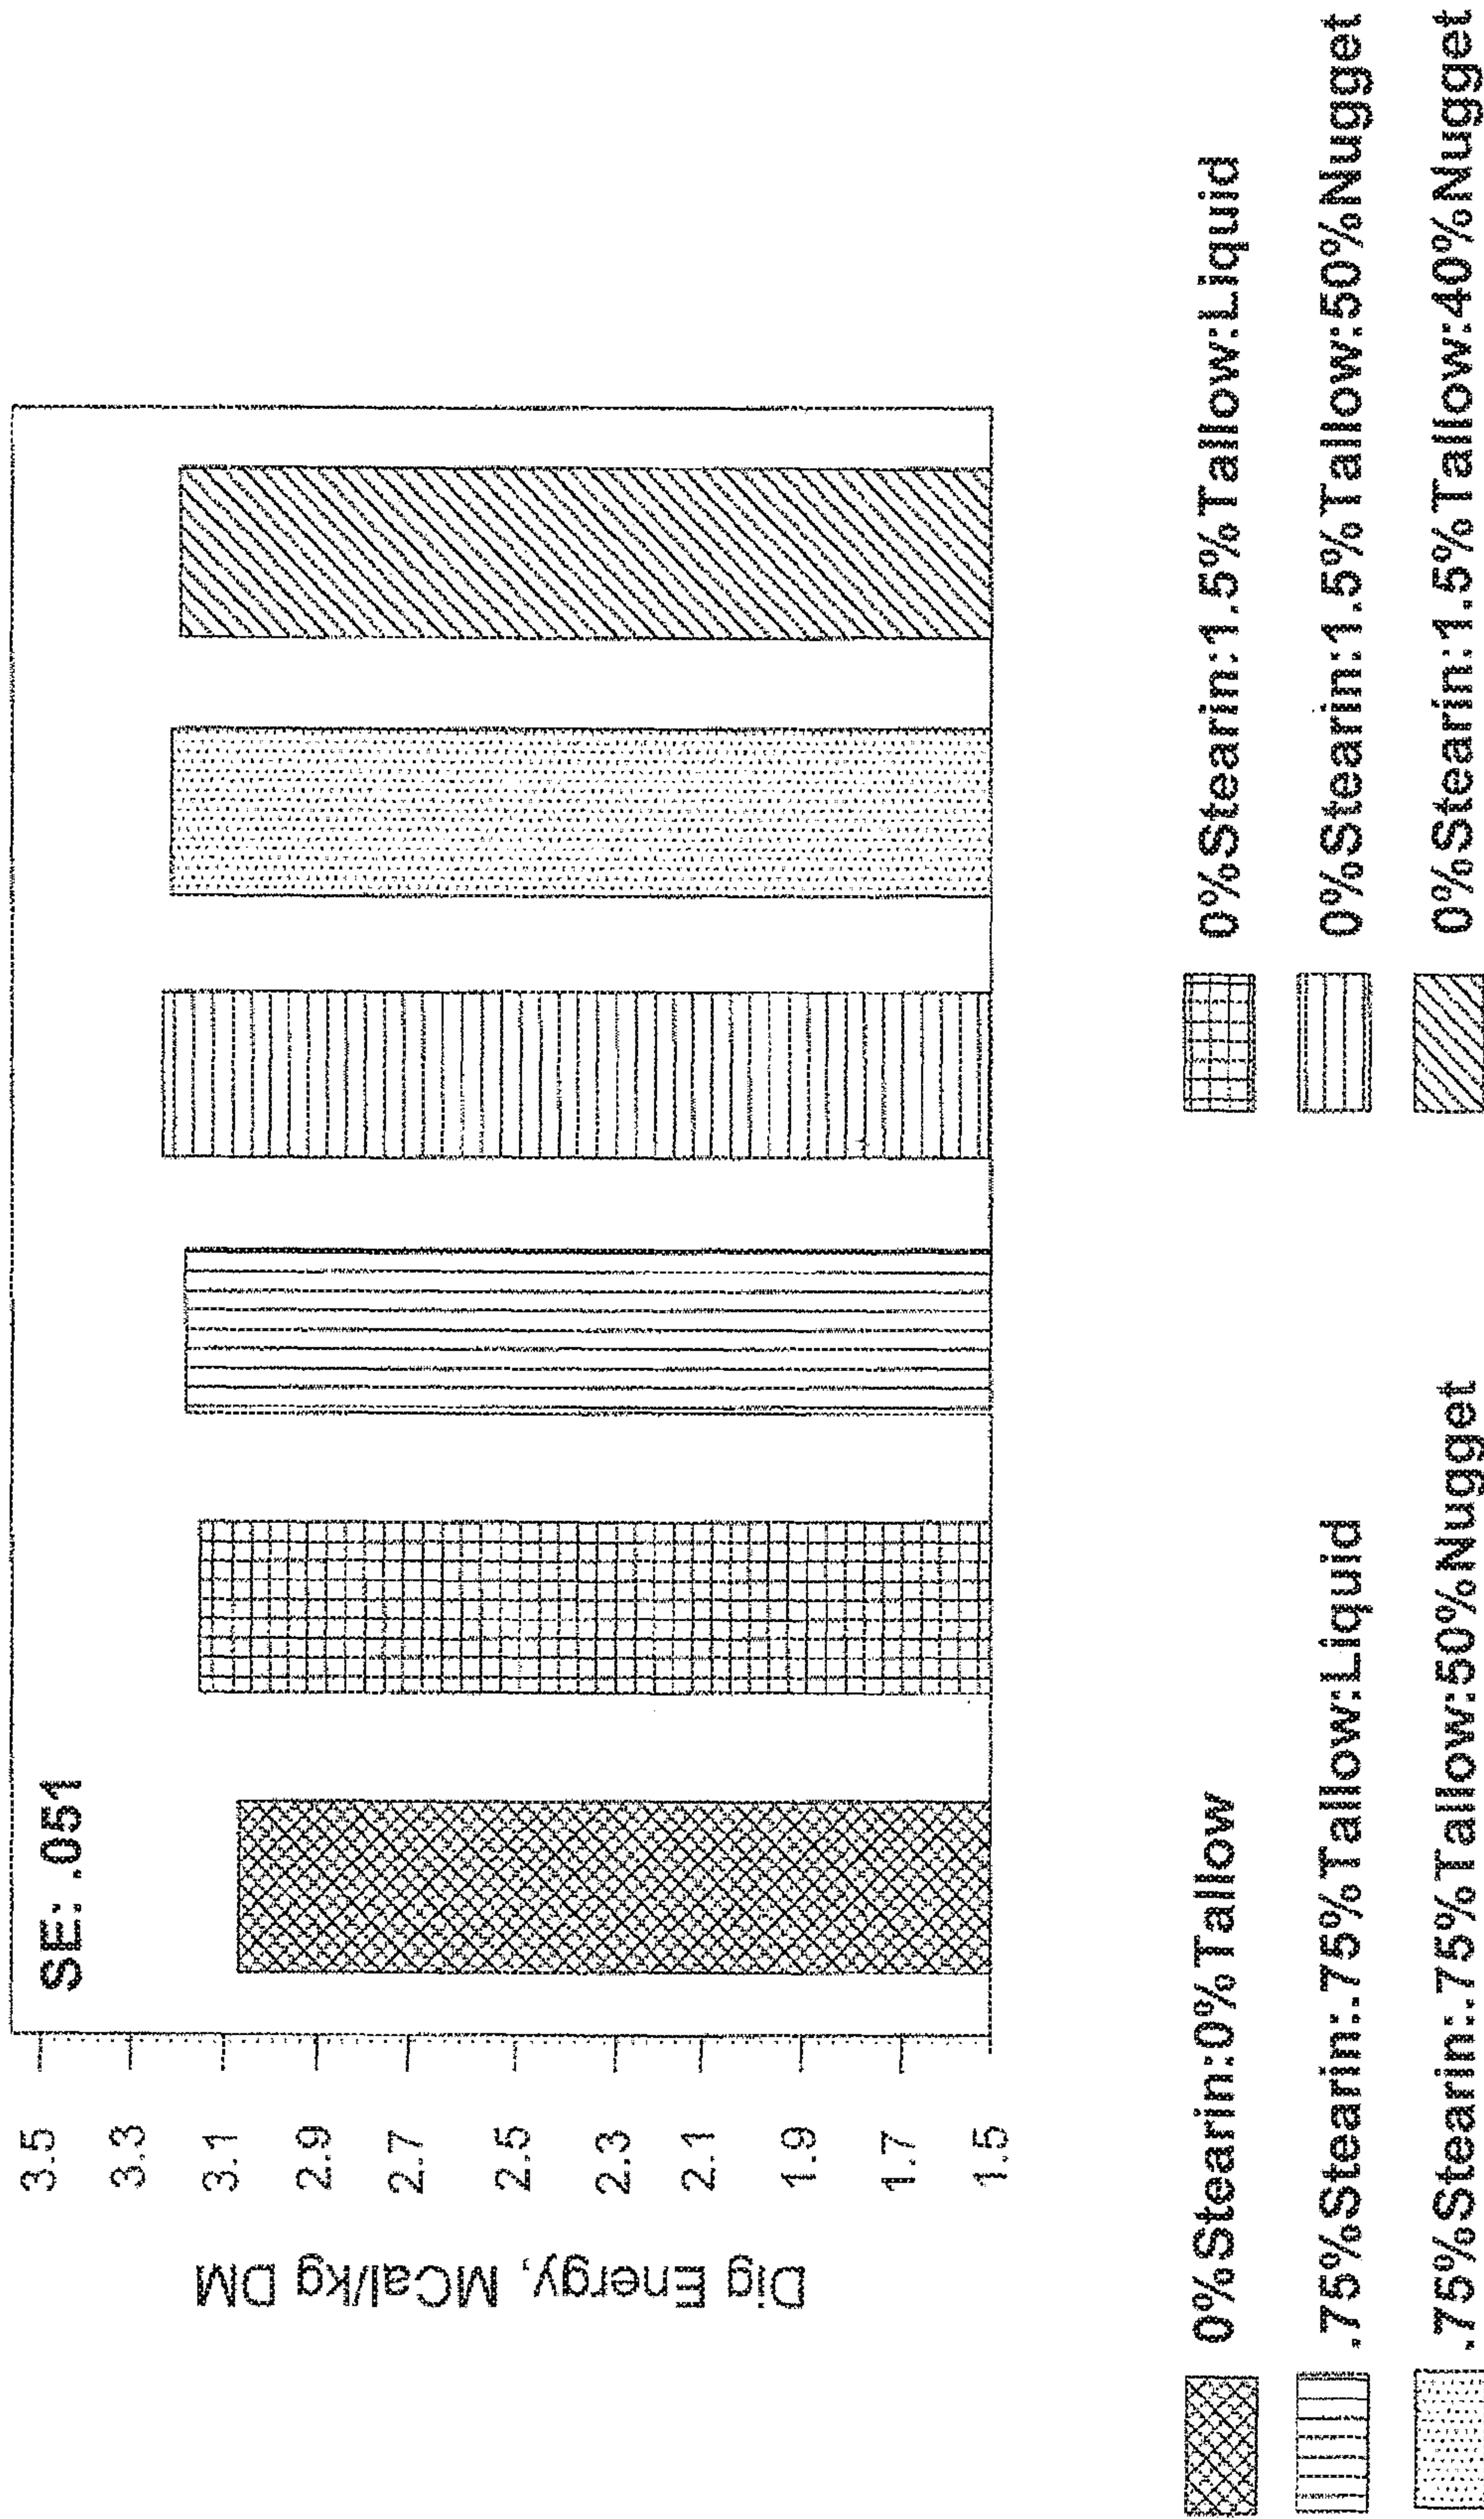 SE: .051
3.5
3.3
3.1
2.9
2.7
2.5
2.3
2.1
1.9
1.7
1.5
Dig Energy, MCal/kg DM
0%Stearin:0%Tallow
0%Stearin:1.5%Tallow:Liquid
.75%Stearin:.75%Tallow:Liquid
0%Stearin:1.5%Tallow:50%Nugget
.75%Stearin:.75%Tallow:50%Nugget
0%Stearin:1.5%Tallow:40%Nugget